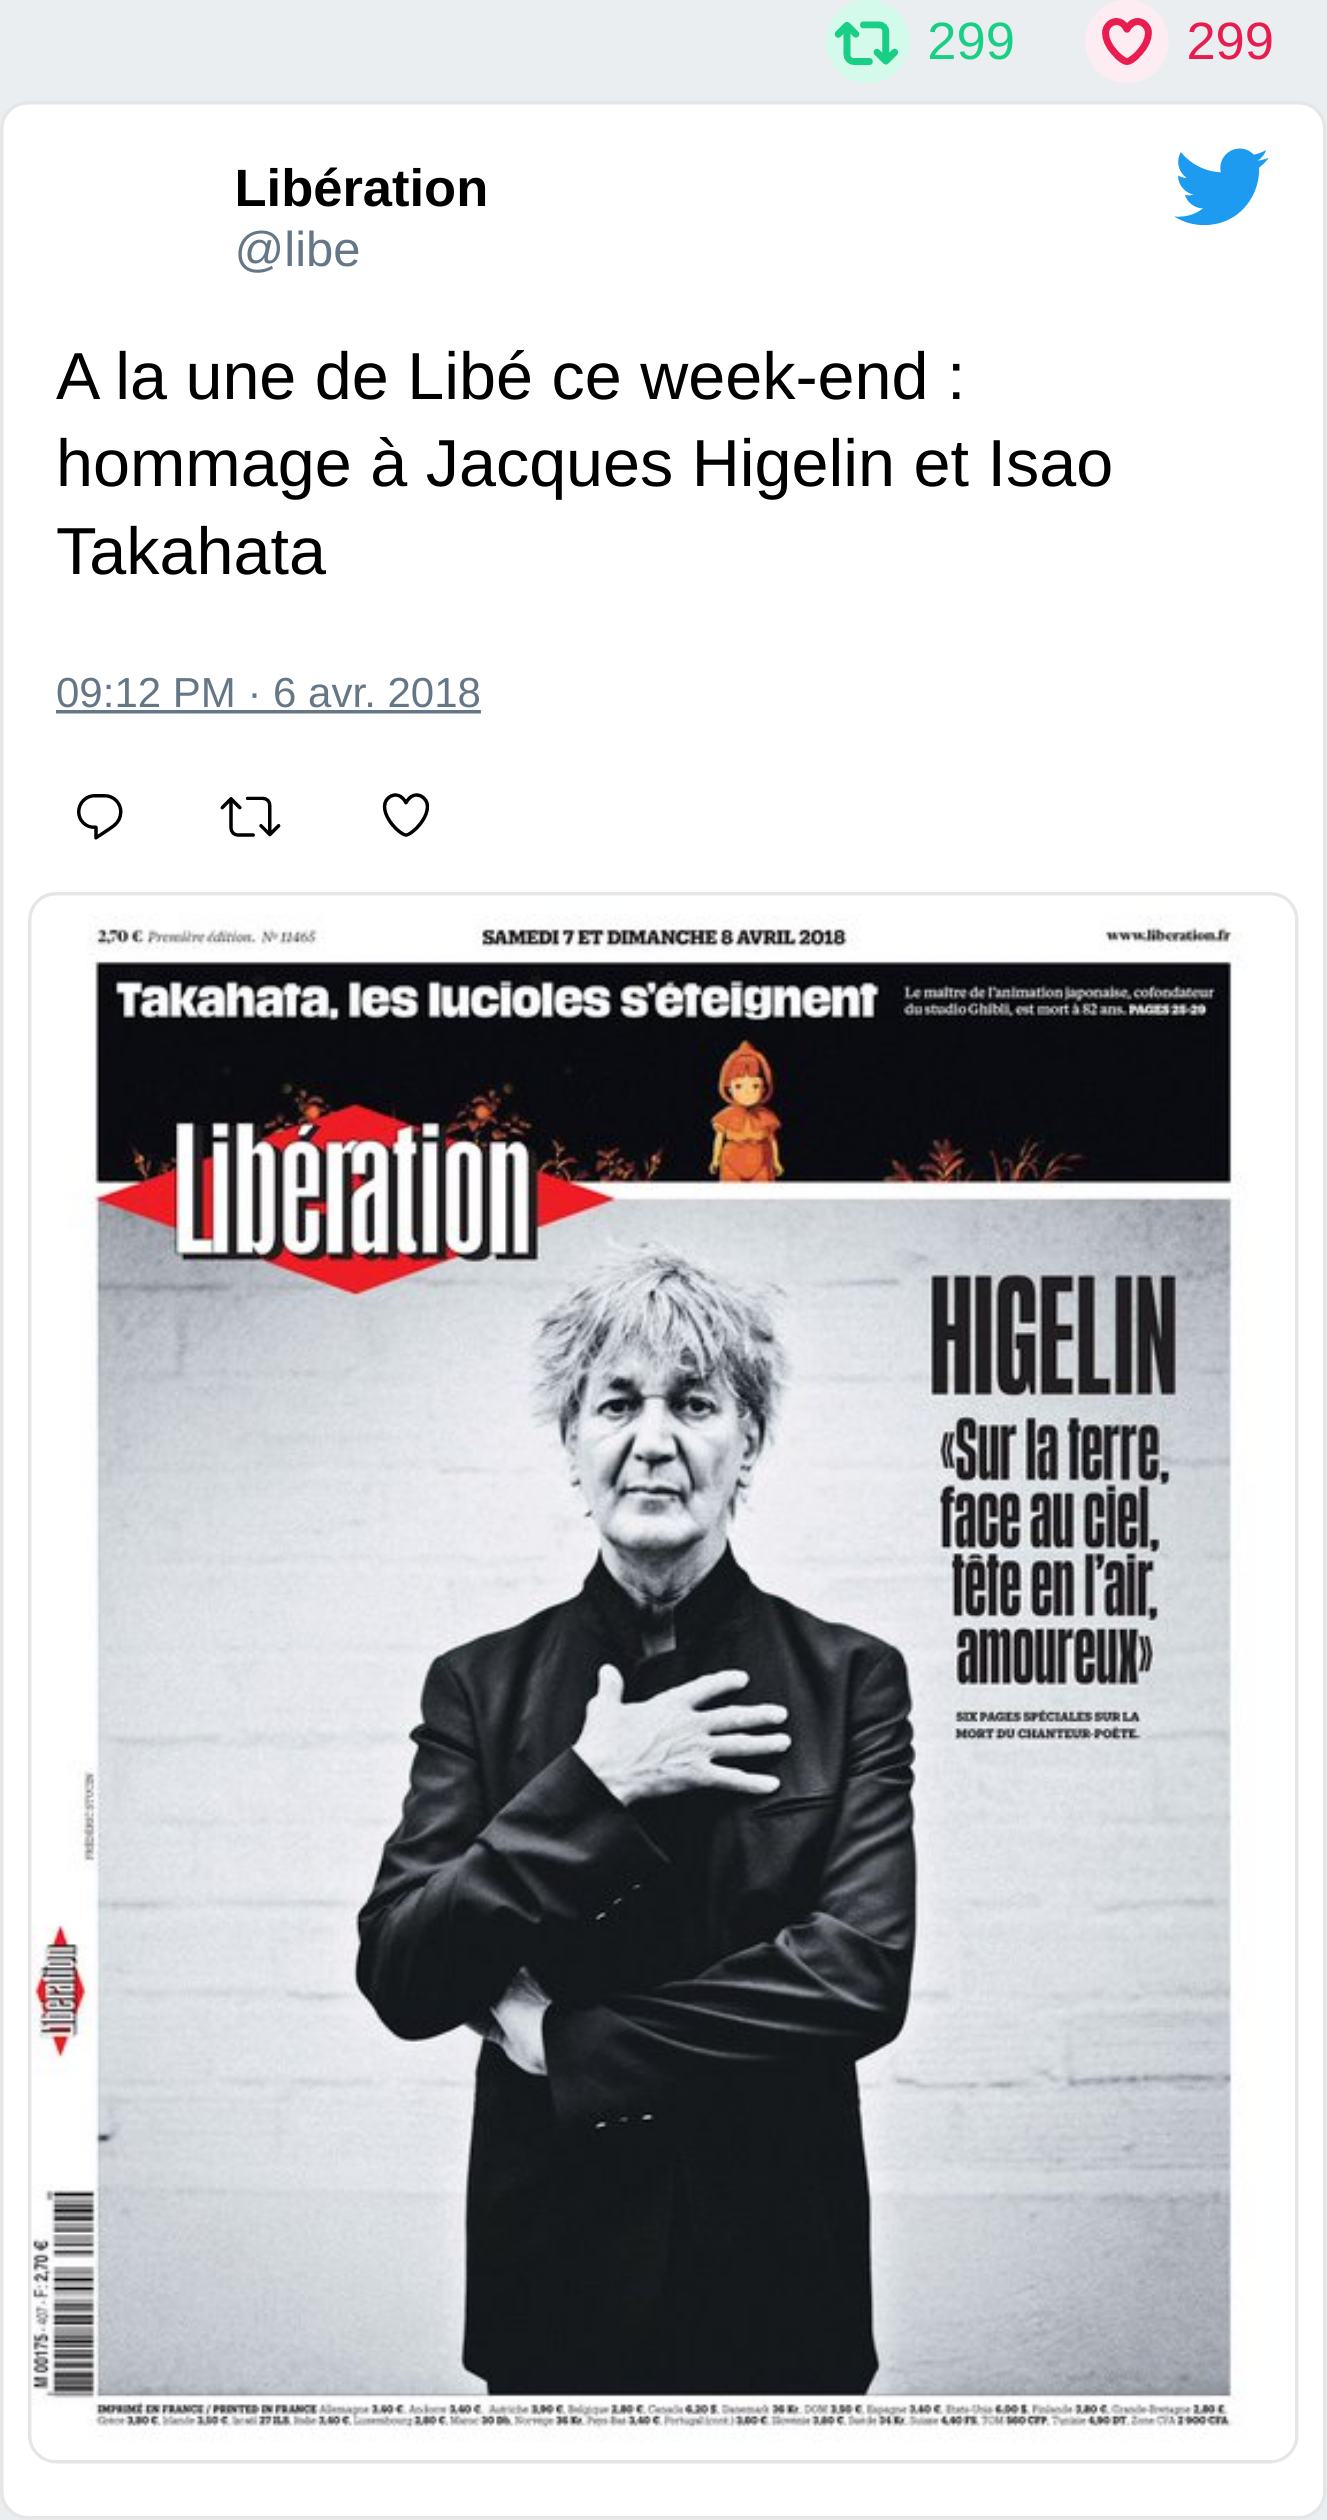 299 299
Libération
@libe
A la une de Libé ce week-end :
hommage à Jacques Higelin et Isao
Takahata
09:12 PM · 6 avr. 2018
2,70 € Première édition. Nº 11465 SAMEDI 7 ET DIMANCHE 8 AVRIL 2018 www.liberation.fr
Takahata, les lucioles s'éteignent
Le maître de l'animation japonaise, cofondateur
du studio Ghibli, est mort à 82 ans. PAGES 28-29
Libération
HIGELIN
«Sur la terre,
face au ciel,
tête en l'air,
amoureux»
SIX PAGES SPÉCIALES SUR LA
MORT DU CHANTEUR-POÈTE.
Libération
M 00175 - 407 - F: 2,70 €
IMPRIMÉ EN FRANCE / PRINTED IN FRANCE